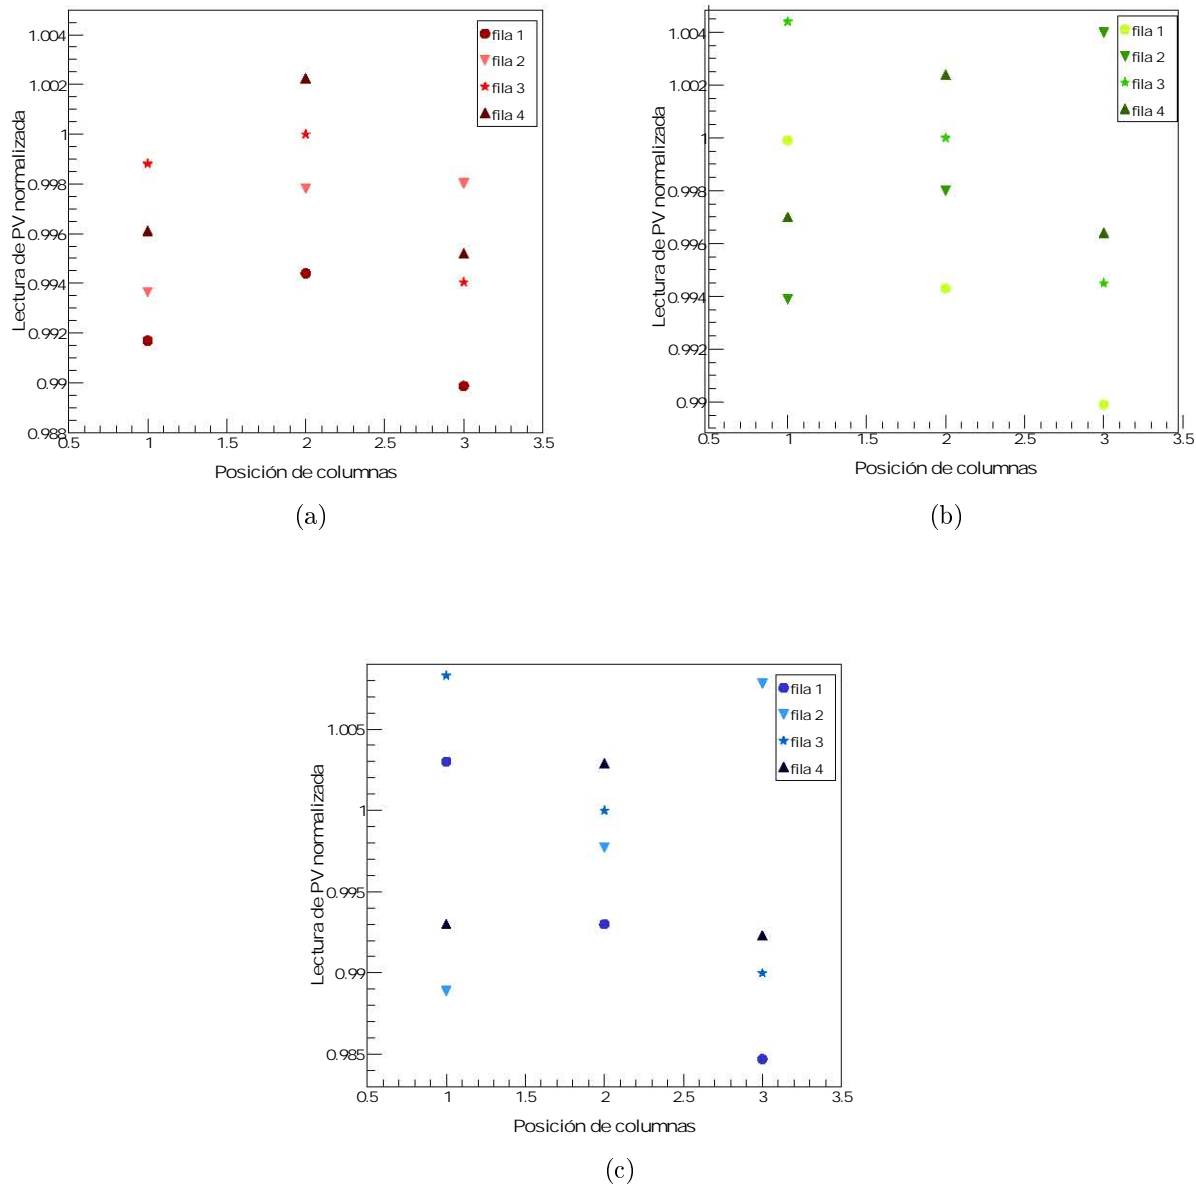 1.004
1.002
1
0.998
0.996
0.994
0.992
0.99
0.988
Lectura de PV normalizada
fila 1
fila 2
fila 3
fila 4
0.5 1 1.5 2 2.5 3 3.5
Posición de columnas
(a)
1.004
1.002
1
0.998
0.996
0.994
0.992
0.99
Lectura de PV normalizada
fila 1
fila 2
fila 3
fila 4
0.5 1 1.5 2 2.5 3 3.5
Posición de columnas
(b)
1.005
1
0.995
0.99
0.985
Lectura de PV normalizada
fila 1
fila 2
fila 3
fila 4
0.5 1 1.5 2 2.5 3 3.5
Posición de columnas
(c)